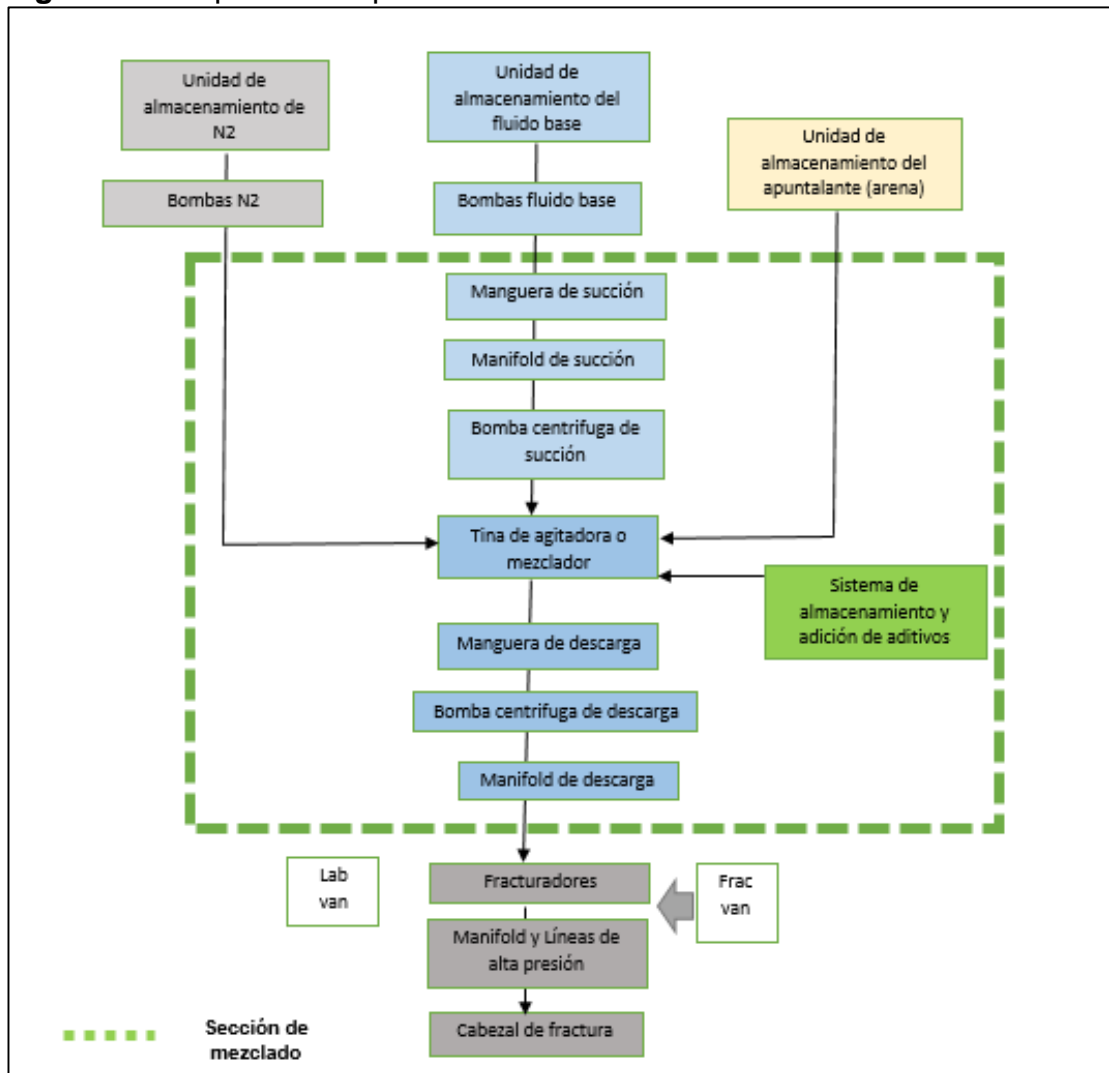 Unidad de
almacenamiento de
N2
Unidad de
almacenamiento del
fluido base
Unidad de
almacenamiento del
apuntalante (arena)
Bombas N2
Bombas fluido base
Manguera de succión
Manifold de succión
Bomba centrifuga de
succión
Tina de agitadora o
mezclador
Sistema de
almacenamiento y
adición de aditivos
Manguera de descarga
Bomba centrifuga de descarga
Manifold de descarga
Lab
van
Fracturadores
Frac
van
Manifold y Líneas de
alta presión
Cabezal de fractura
Sección de
mezclado